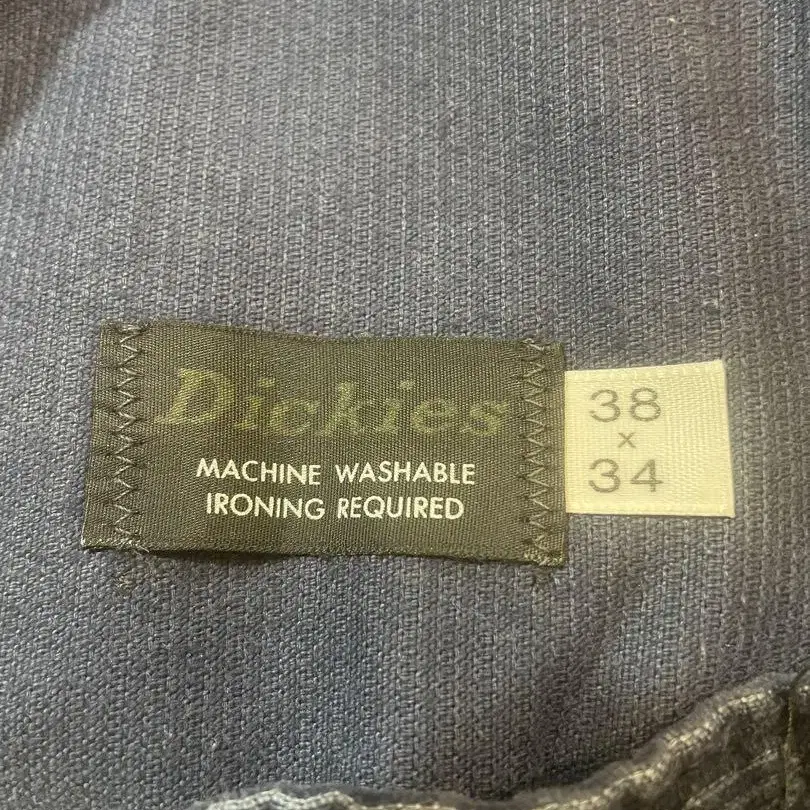 Dickies
MACHINE WASHABLE
IRONING REQUIRED
38
x
34